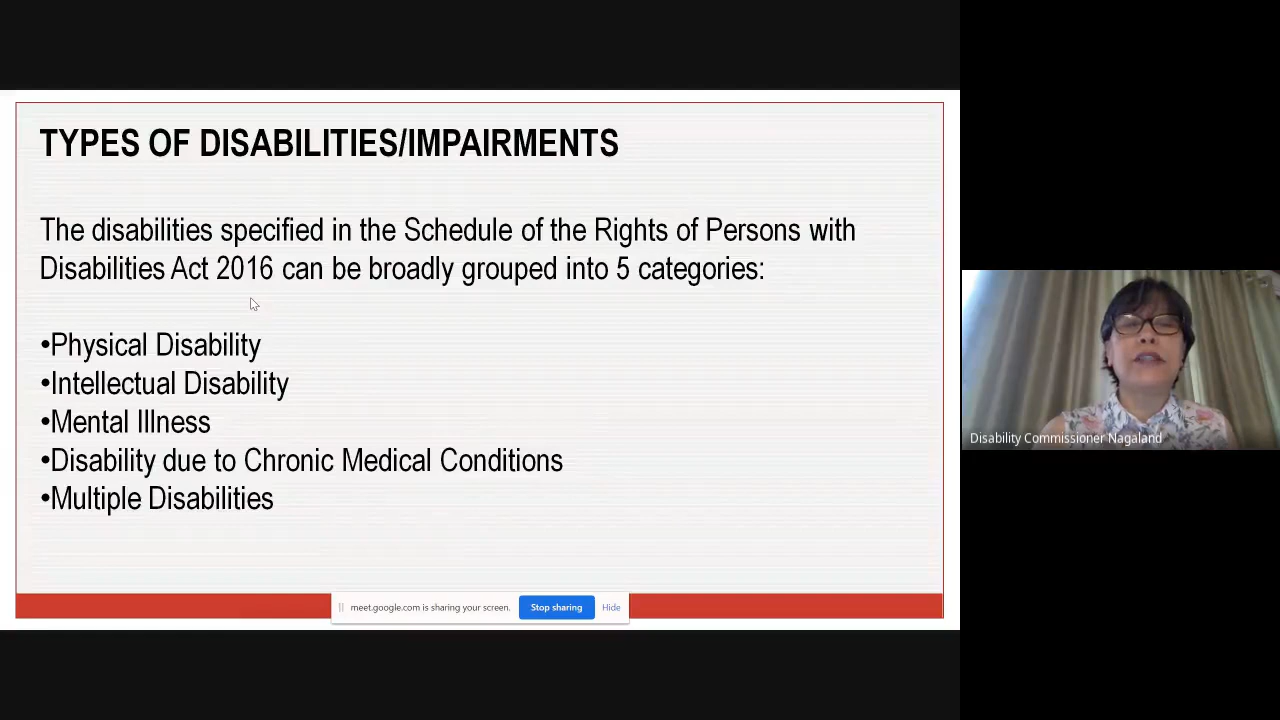 TYPES OF DISABILITIES/IMPAIRMENTS
The disabilities specified in the Schedule of the Rights of Persons with
Disabilities Act 2016 can be broadly grouped into 5 categories:
•Physical Disability
•Intellectual Disability
•Mental Illness
•Disability due to Chronic Medical Conditions
•Multiple Disabilities
meet.google.com is sharing your screen. Stop sharing Hide
Disability Commissioner Nagaland